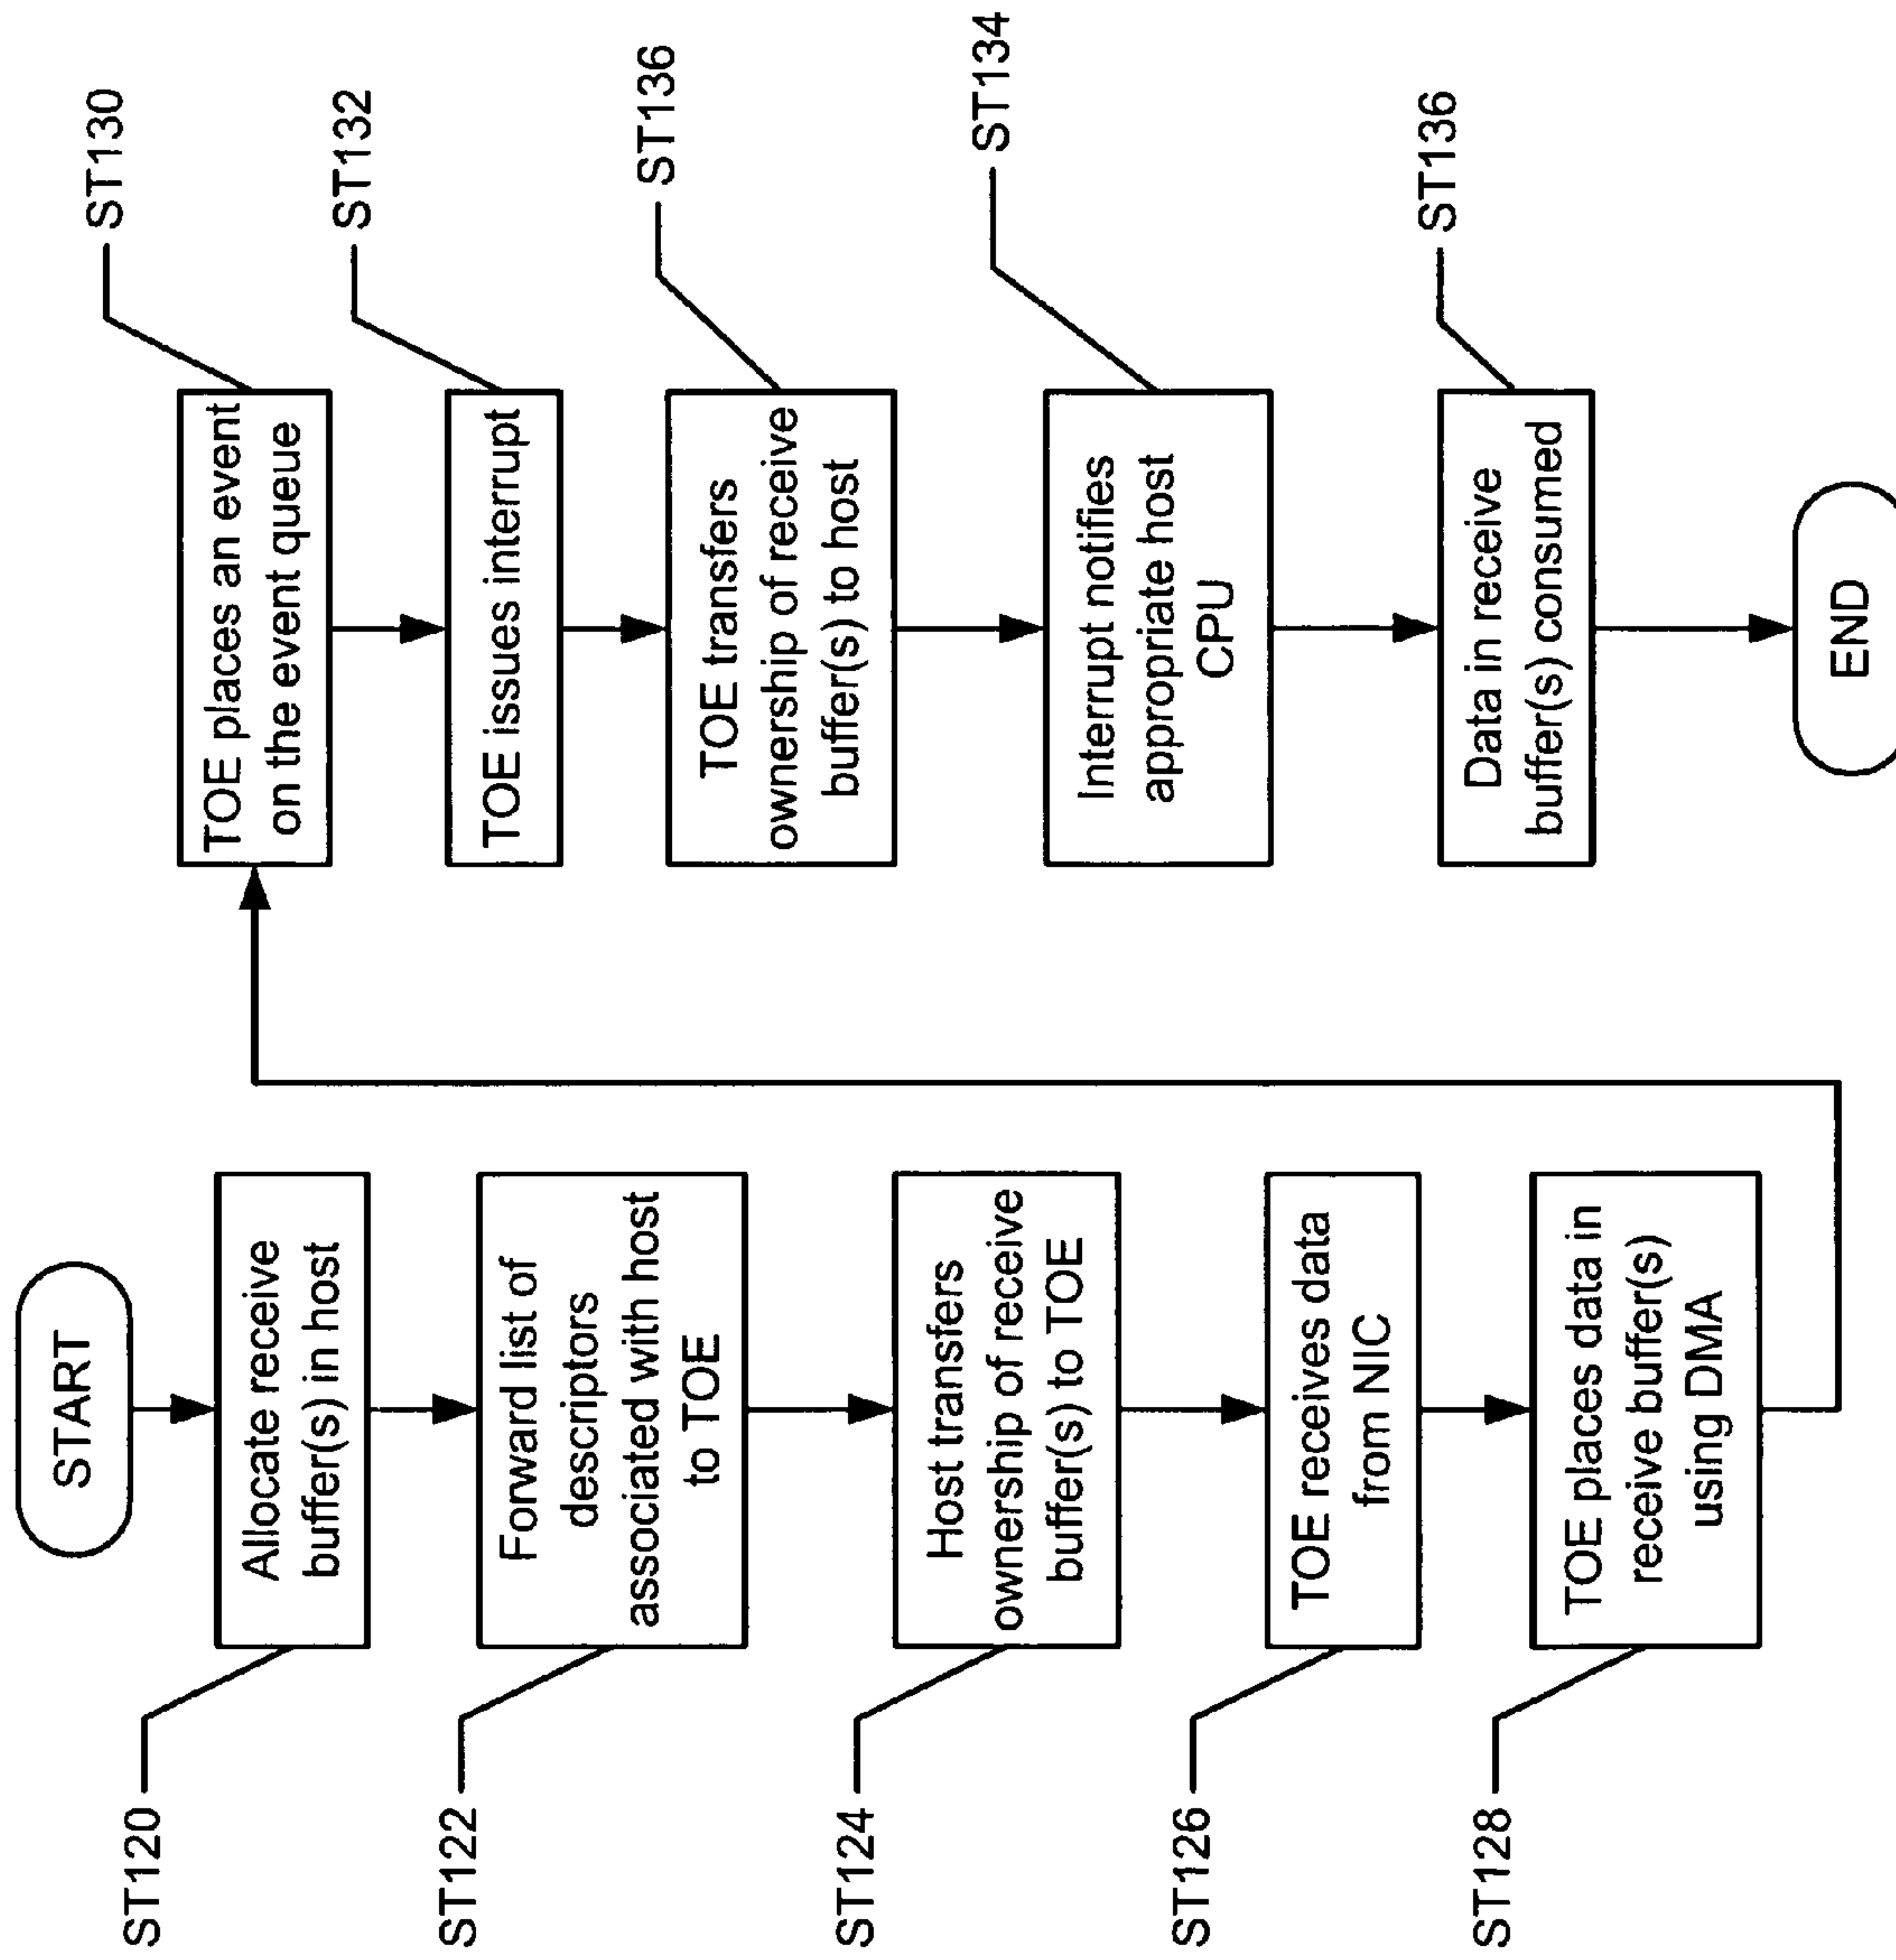 START
ST120
Allocate receive
buffer(s) in host
ST122
Forward list of
descriptors
associated with host
to TOE
ST124
Host transfers
ownership of receive
buffer(s) to TOE
ST126
TOE receives data
from NIC
ST128
TOE places data in
receive buffer(s)
using DMA
ST130
TOE places an event
on the event queue
ST132
TOE issues interrupt
ST136
TOE transfers
ownership of receive
buffer(s) to host
ST134
Interrupt notifies
appropriate host
CPU
ST136
Data in receive
buffer(s) consumed
END